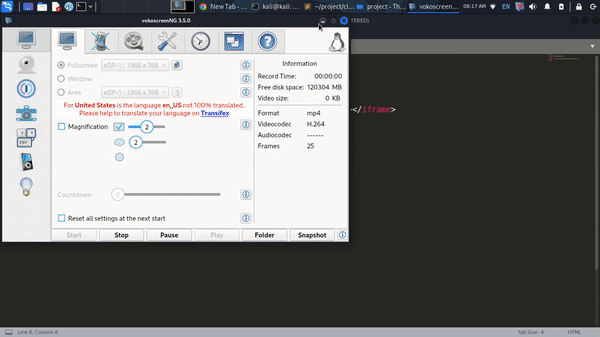 New Tab - ...
kali@kali: ...
~/project/cl...
project - Th...
vokoscreen...
08:17 AM
EN
vokoscreenNG 3.5.0
TERED)
Fullscreen
eDP-1 : 1366 x 768
Window
Area
eDP-1 : 1366 x 768
For United States is the language en_US not 100% translated.
Please help to translate your language on Transifex
Magnification
2
2
Countdown
0
Reset all settings at the next start
Information
Record Time: 00:00:00
Free disk space: 120304 MB
Video size: 0 KB
Format mp4
Videocodec H.264
Audiocodec ------
Frames 25
Start
Stop
Pause
Play
Folder
Snapshot
></iframe>
Line 8, Column 8
Tab Size: 4
HTML